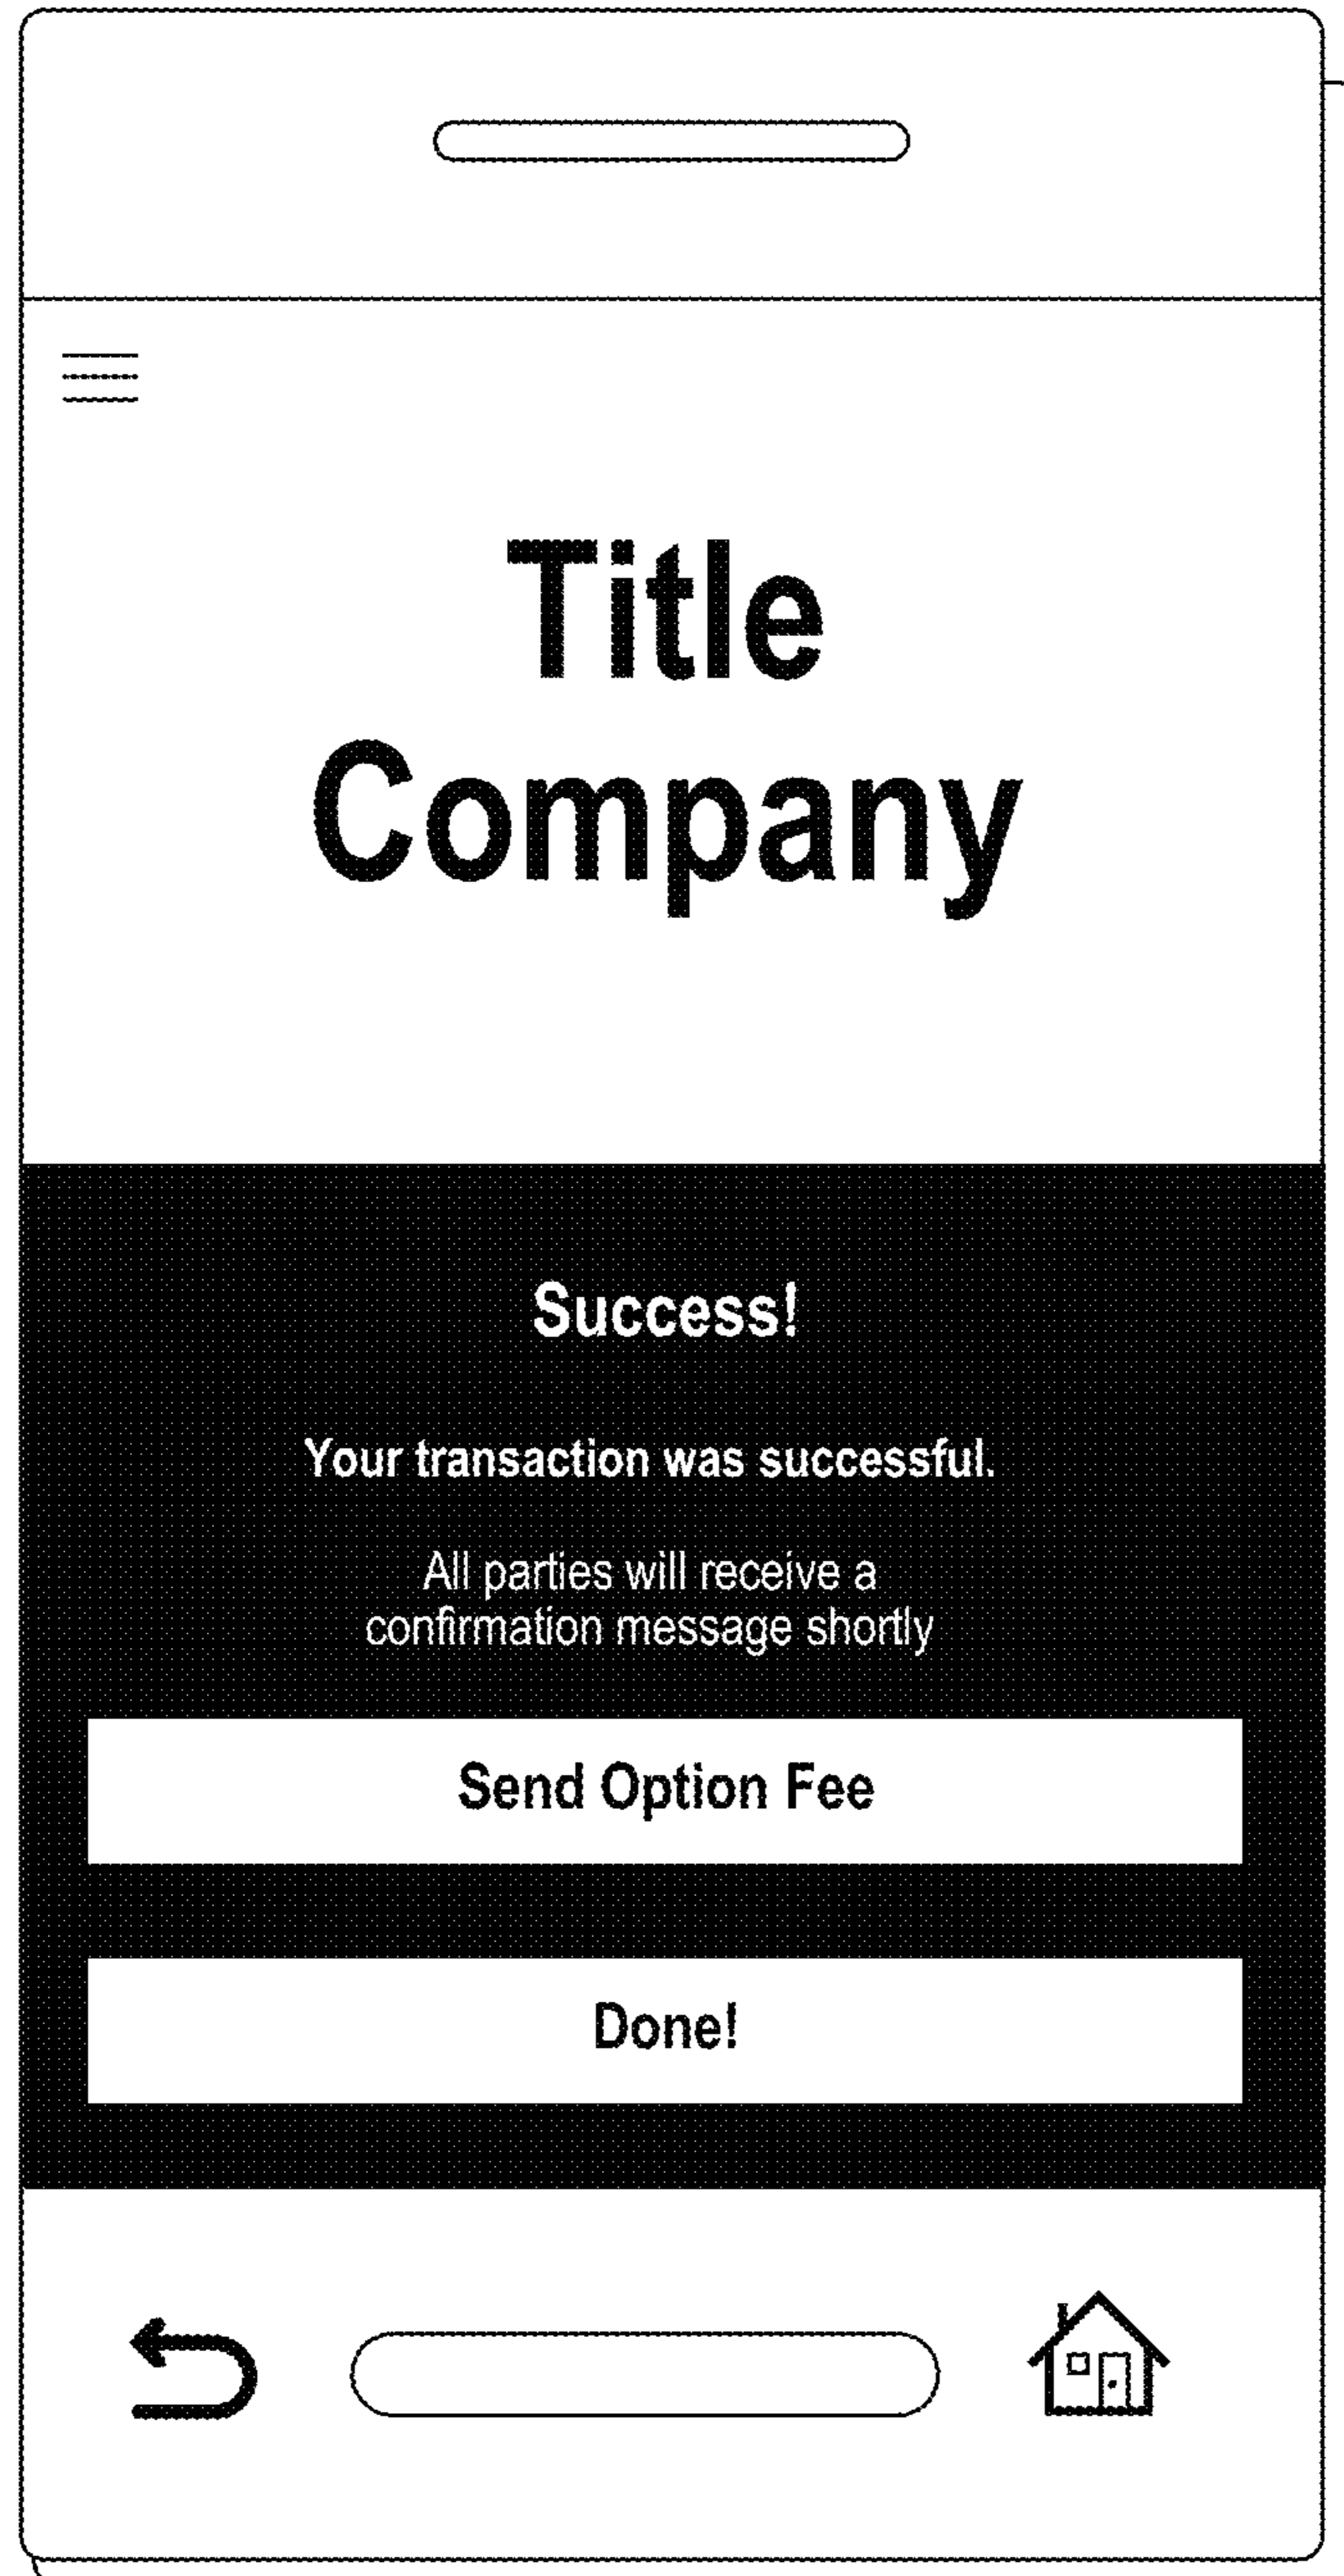 Title
Company
Success!
Your transaction was successful.
All parties will receive a
confirmation message shortly
Send Option Fee
Done!